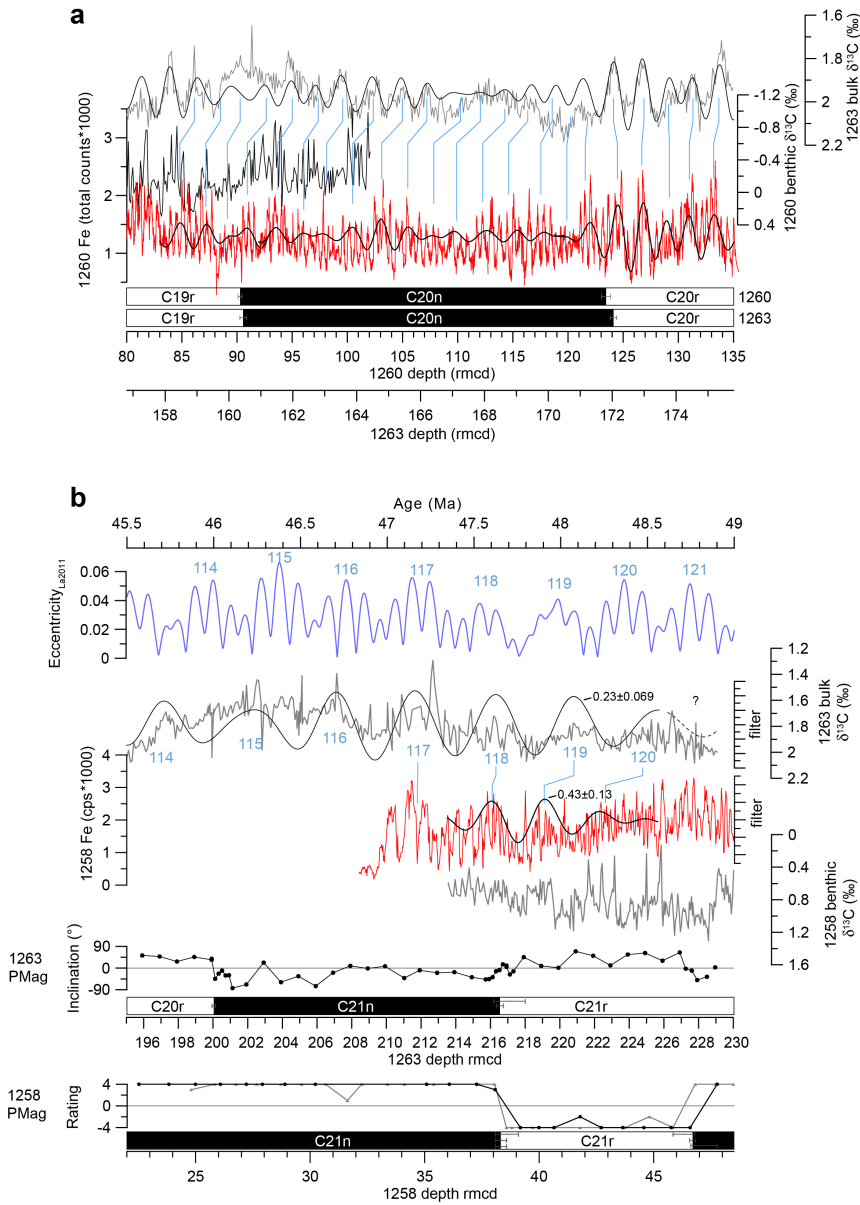 a
1.6
1.8
2
2.2
1263 bulk δ¹³C (‰)
-1.2
-0.8
-0.4
0
0.4
1260 benthic δ¹³C (‰)
3
2
1
1260 Fe (total counts*1000)
C19r C20n C20r 1260
C19r C20n C20r 1263
80 85 90 95 100 105 110 115 120 125 130 135
1260 depth (rmcd)
158 160 162 164 166 168 170 172 174
1263 depth (rmcd)
b
Age (Ma)
45.5 46 46.5 47 47.5 48 48.5 49
Eccentricity La2011
0.06
0.04
0.02
0
114 115 116 117 118 119 120 121
1.2
1.4
1.6
1.8
2
2.2
1263 bulk
δ¹³C (‰)
filter
0.23±0.069
?
114 115 116 117 118 119 120
0.43±0.13
4
3
2
1
0
1258 Fe (cps*1000)
filter
0
0.4
0.8
1.2
1.6
1258 benthic
δ¹³C (‰)
1263
PMag
Inclination (°)
90
0
-90
C20r C21n C21r
196 198 200 202 204 206 208 210 212 214 216 218 220 222 224 226 228 230
1263 depth rmcd
1258
PMag
Rating
4
0
-4
C21n C21r
25 30 35 40 45
1258 depth rmcd